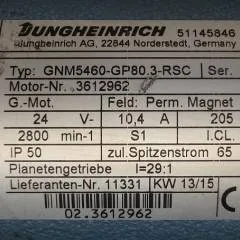 JUNGHEINRICH 51145846
Jungheinrich AG, 22844 Norderstedt, Germany
Typ: GNM5460-GP80.3-RSC Ser.
Motor-Nr. 3612962
G.-Mot. Feld: Perm. Magnet
24 V- 10,4 A 205
2800 min-1 S1 I.CL.
IP 50 zul.Spitzenstrom 65
Planetengetriebe I=29:1
Lieferanten-Nr. 11331 KW 13/15
02.3612962